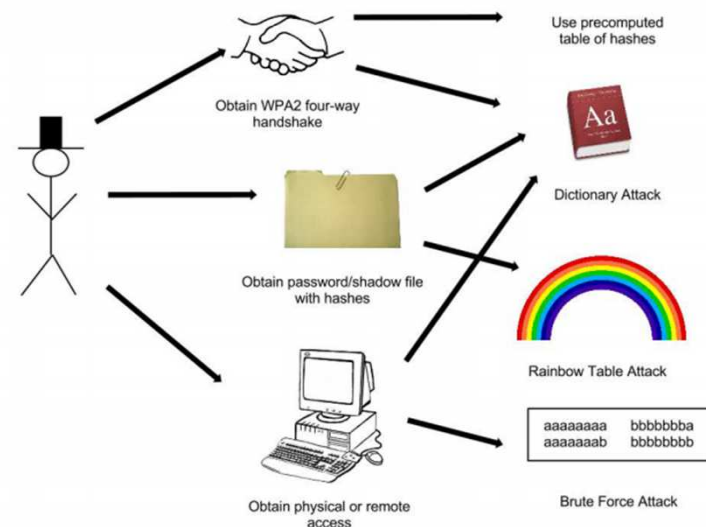 Use precomputed
table of hashes
Obtain WPA2 four-way
handshake
Aa
Dictionary Attack
Obtain password/shadow file
with hashes
Rainbow Table Attack
aaaaaaaa bbbbbbba
aaaaaaab bbbbbbbb
Brute Force Attack
Obtain physical or remote
access